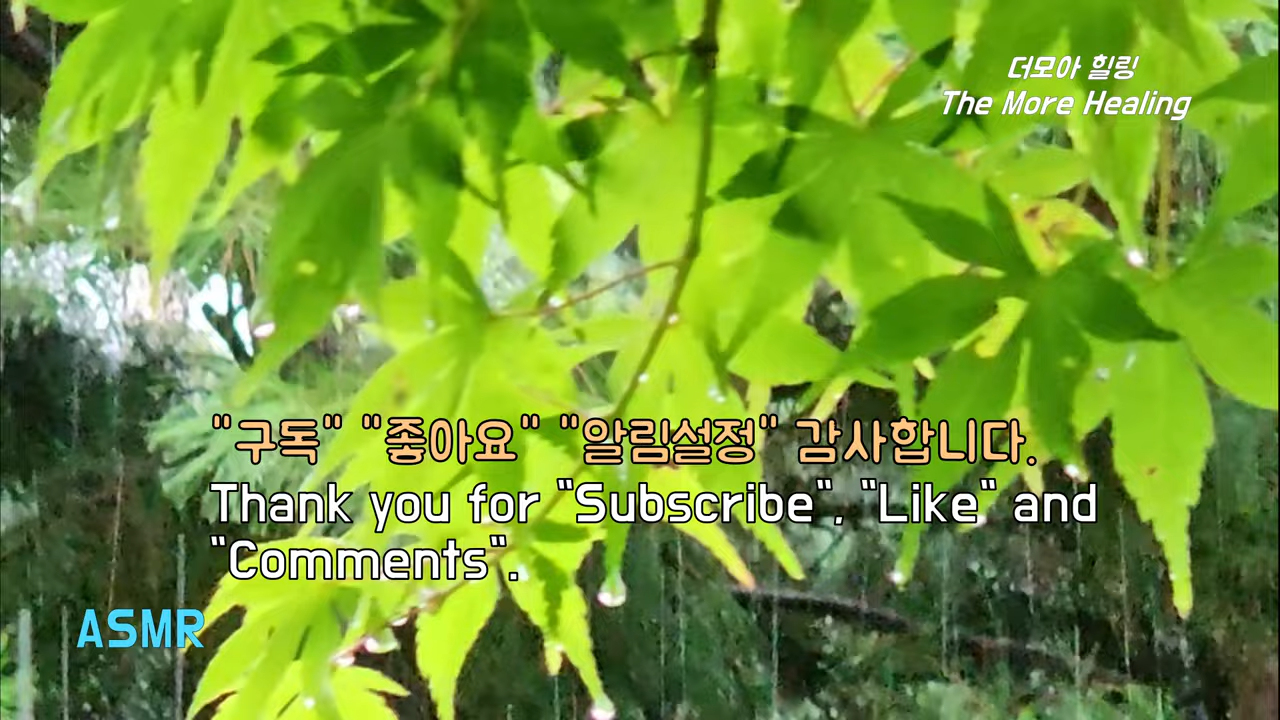 더모아 힐링
The More Healing
"구독" "좋아요" "알림설정" 감사합니다.
Thank you for “Subscribe“, “Like“ and
“Comments“.
ASMR